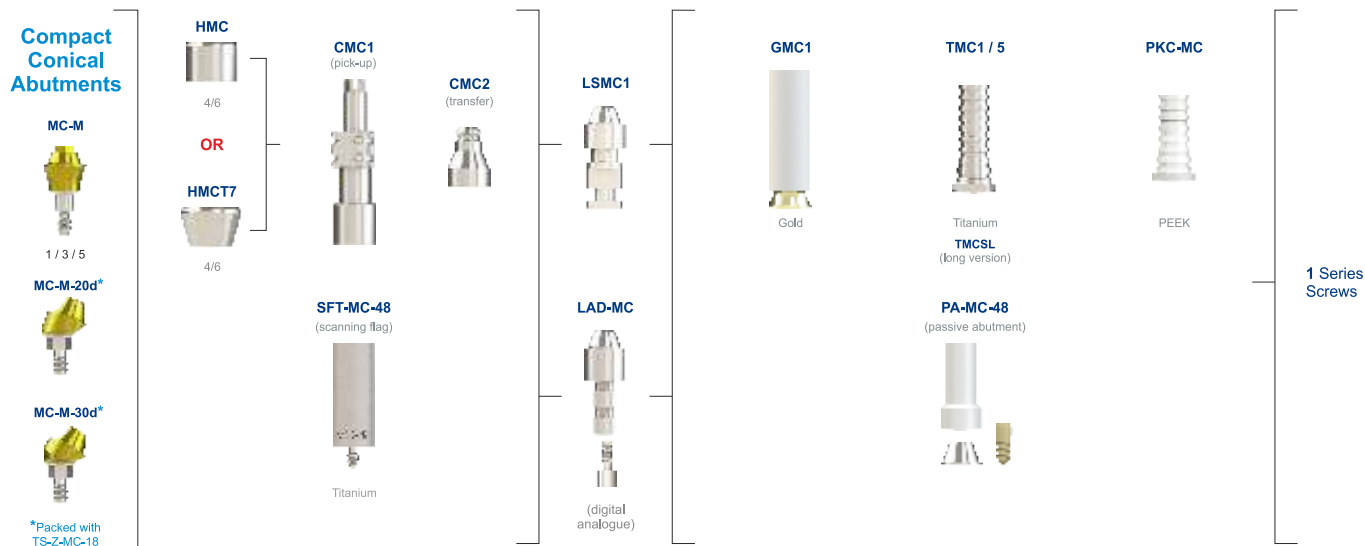 Compact
Conical
Abutments
MC-M
1 / 3 / 5
MC-M-20d*
MC-M-30d*
*Packed with
TS-Z-MC-18
HMC
4/6
OR
HMCT7
4/6
CMC1
(pick-up)
CMC2
(transfer)
SFT-MC-48
(scanning flag)
Titanium
LSMC1
LAD-MC
(digital
analogue)
GMC1
Gold
TMC1 / 5
Titanium
TMCSL
(long version)
PKC-MC
PEEK
PA-MC-48
(passive abutment)
1 Series
Screws